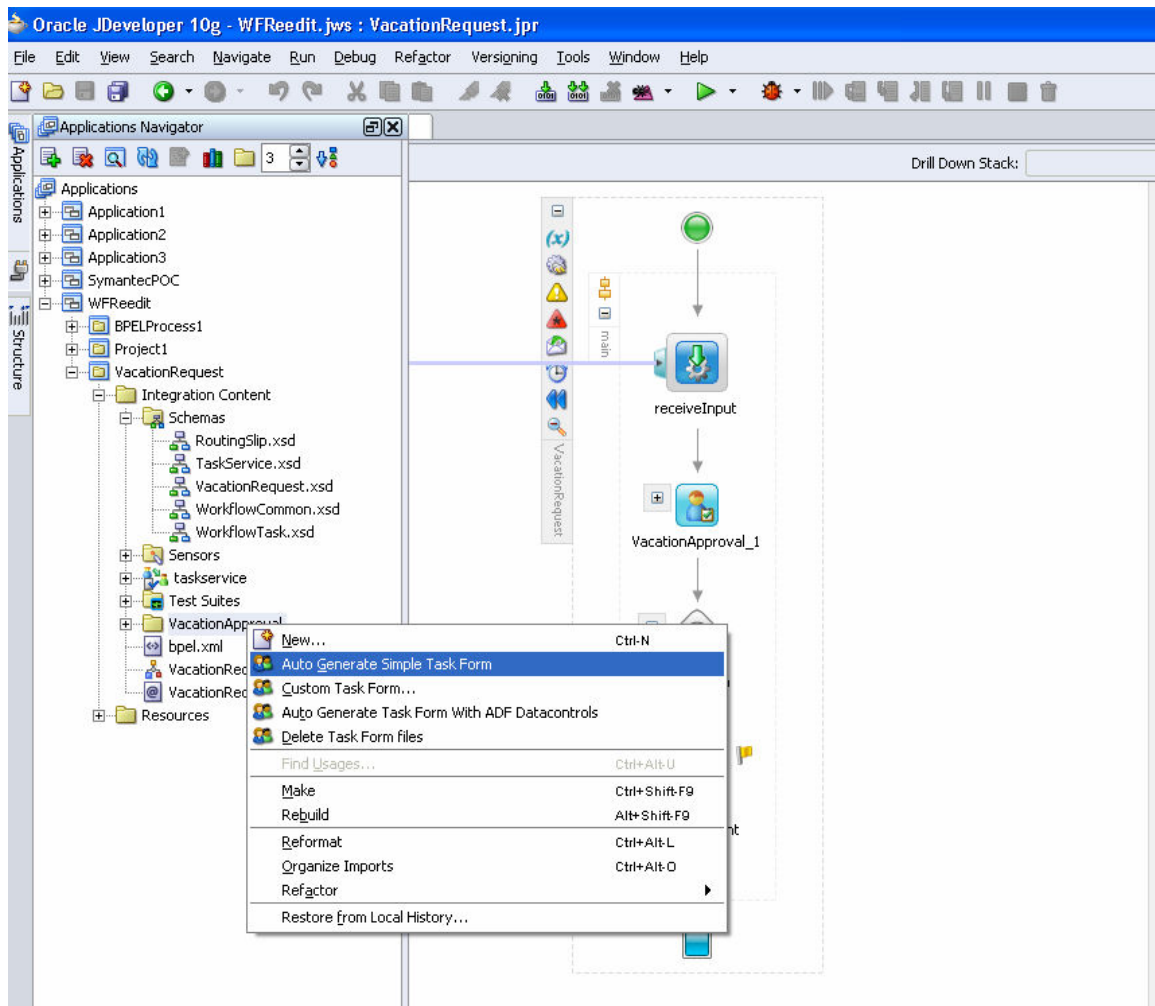 Oracle JDeveloper 10g - WFReedit.jws : VacationRequest.jpr
File Edit View Search Navigate Run Debug Refactor Versioning Tools Window Help
Applications Navigator
Applications
Structure
3
Drill Down Stack:
Applications
Application1
Application2
Application3
SymantecPOC
WFReedit
BPELProcess1
Project1
VacationRequest
Integration Content
Schemas
RoutingSlip.xsd
TaskService.xsd
VacationRequest.xsd
WorkflowCommon.xsd
WorkflowTask.xsd
Sensors
taskservice
Test Suites
VacationApproval
bpel.xml
VacationReq
VacationReq
Resources
New... Ctrl-N
Auto Generate Simple Task Form
Custom Task Form...
Auto Generate Task Form With ADF Datacontrols
Delete Task Form files
Find Usages... Ctrl+Alt-U
Make Ctrl+Shift-F9
Rebuild Alt+Shift-F9
Reformat Ctrl+Alt-L
Organize Imports Ctrl+Alt-O
Refactor
Restore from Local History...
(x)
main
VacationRequest
receiveInput
VacationApproval_1
nt